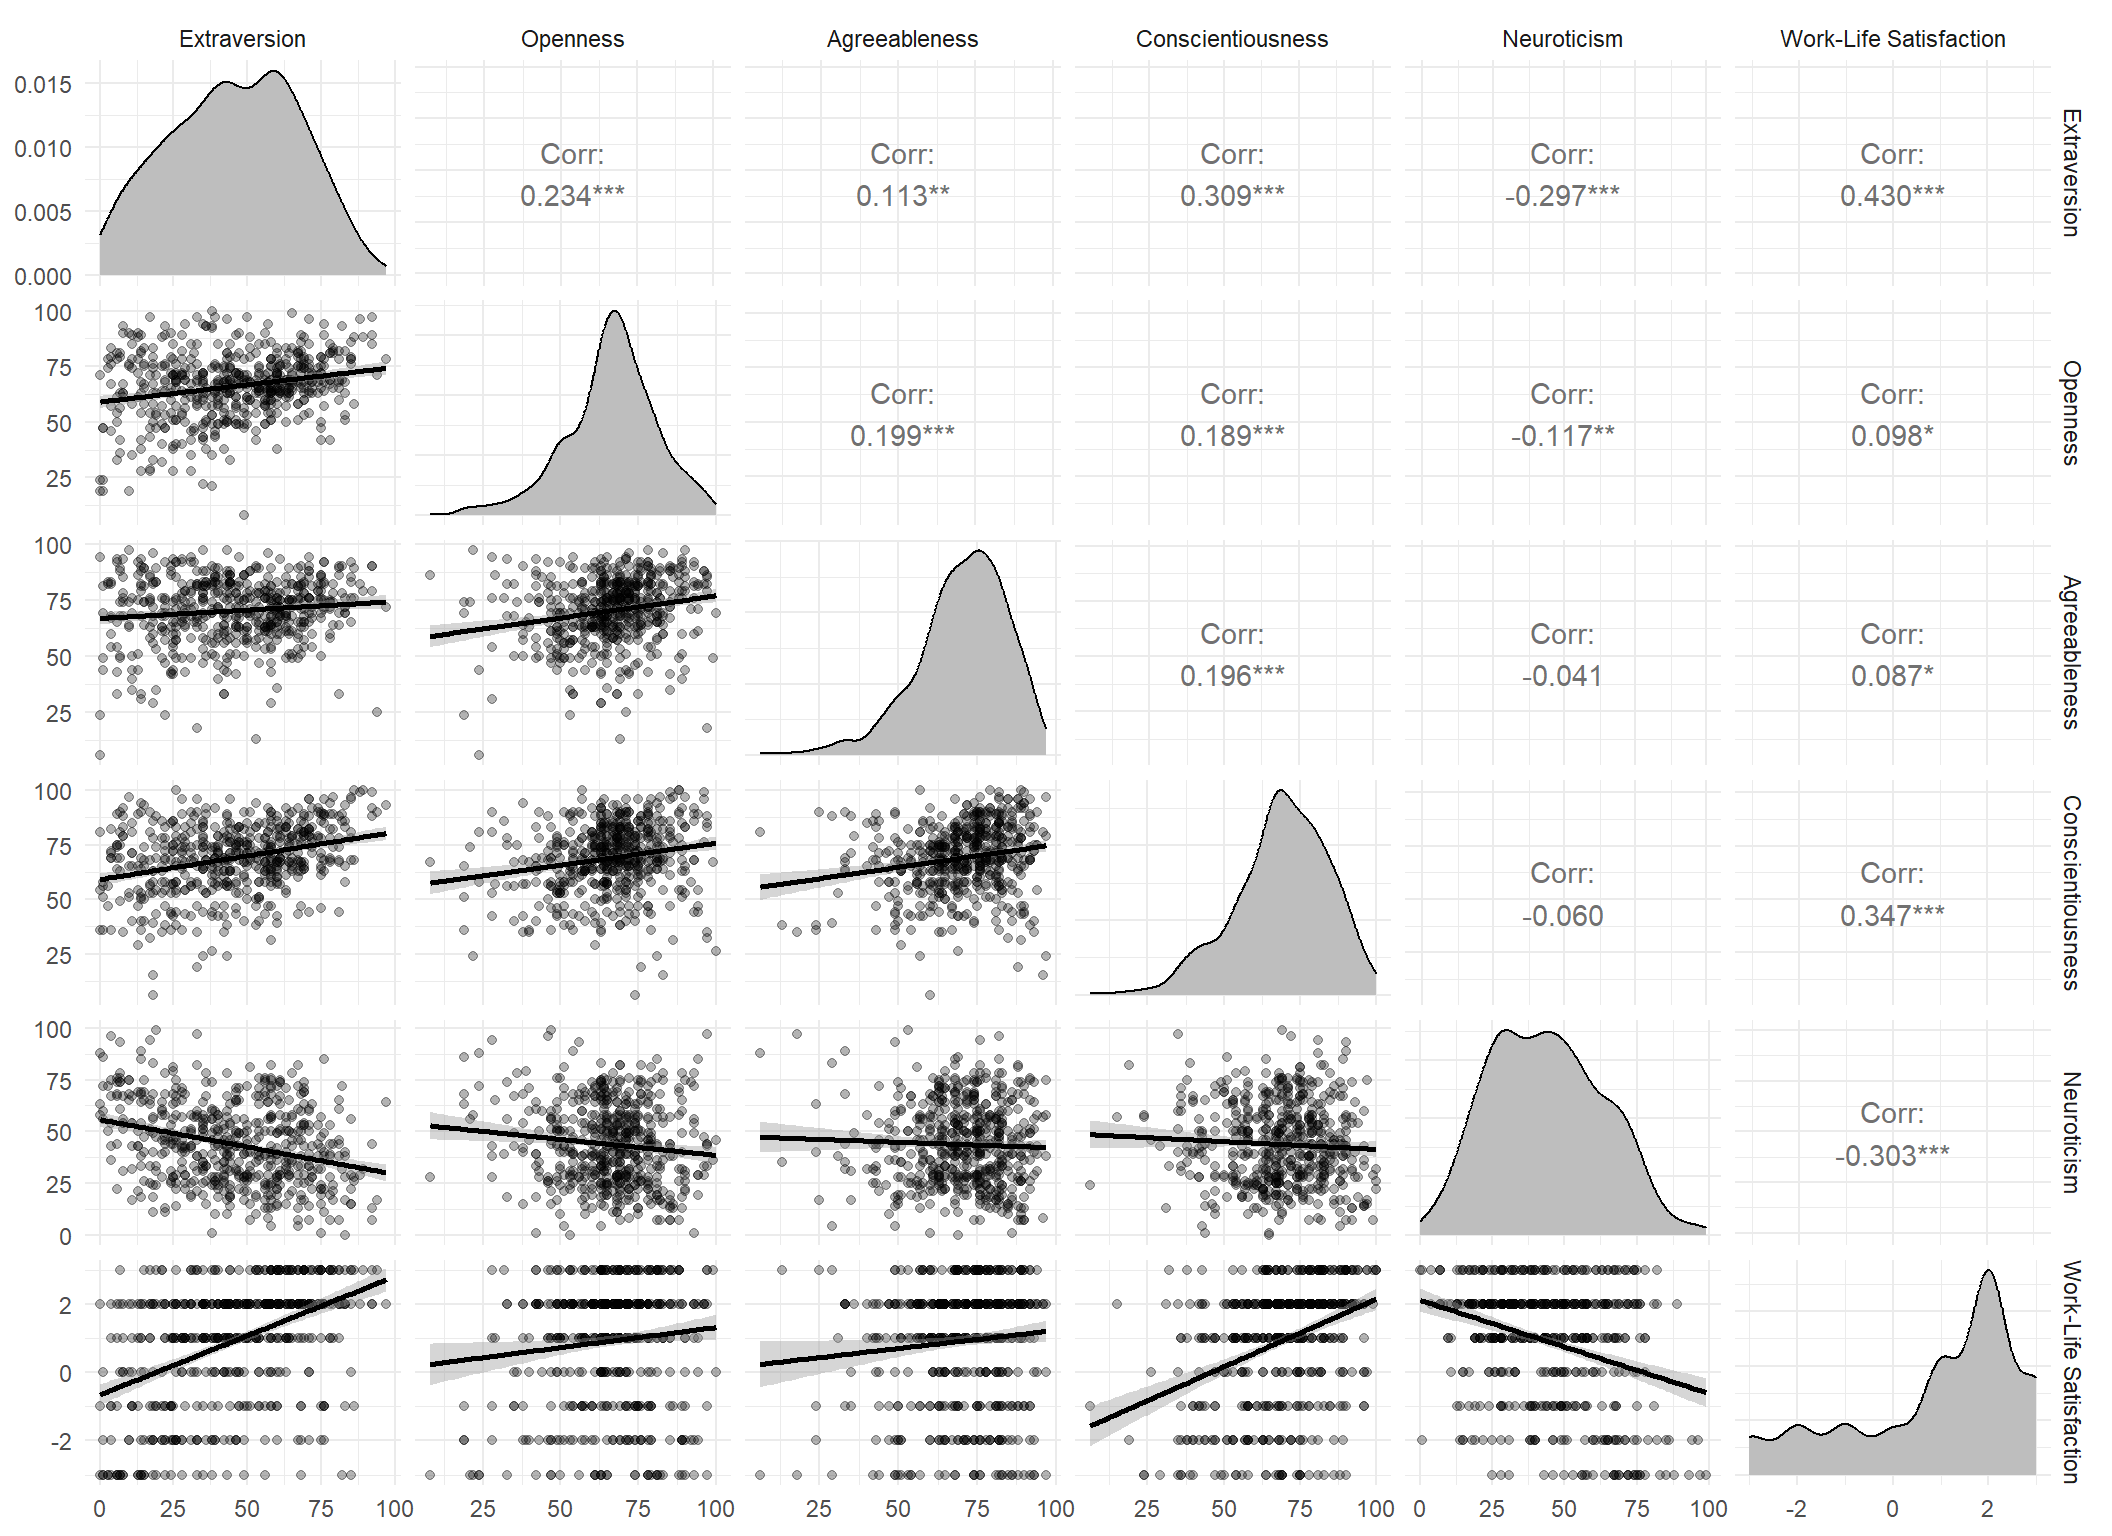 Extraversion Openness Agreeableness Conscientiousness Neuroticism Work-Life Satisfaction
0.015
0.010
0.005
0.000
Corr:
0.234***
Corr:
0.113**
Corr:
0.309***
Corr:
-0.297***
Corr:
0.430***
Extraversion
100
75
50
25
Corr:
0.199***
Corr:
0.189***
Corr:
-0.117**
Corr:
0.098*
Openness
100
75
50
25
Corr:
0.196***
Corr:
-0.041
Corr:
0.087*
Agreeableness
100
75
50
25
Corr:
-0.060
Corr:
0.347***
Conscientiousness
100
75
50
25
0
Corr:
-0.303***
Neuroticism
2
0
-2
Work-Life Satisfaction
0 25 50 75 100 25 50 75 100 25 50 75 100 25 50 75 100 0 25 50 75 100 -2 0 2